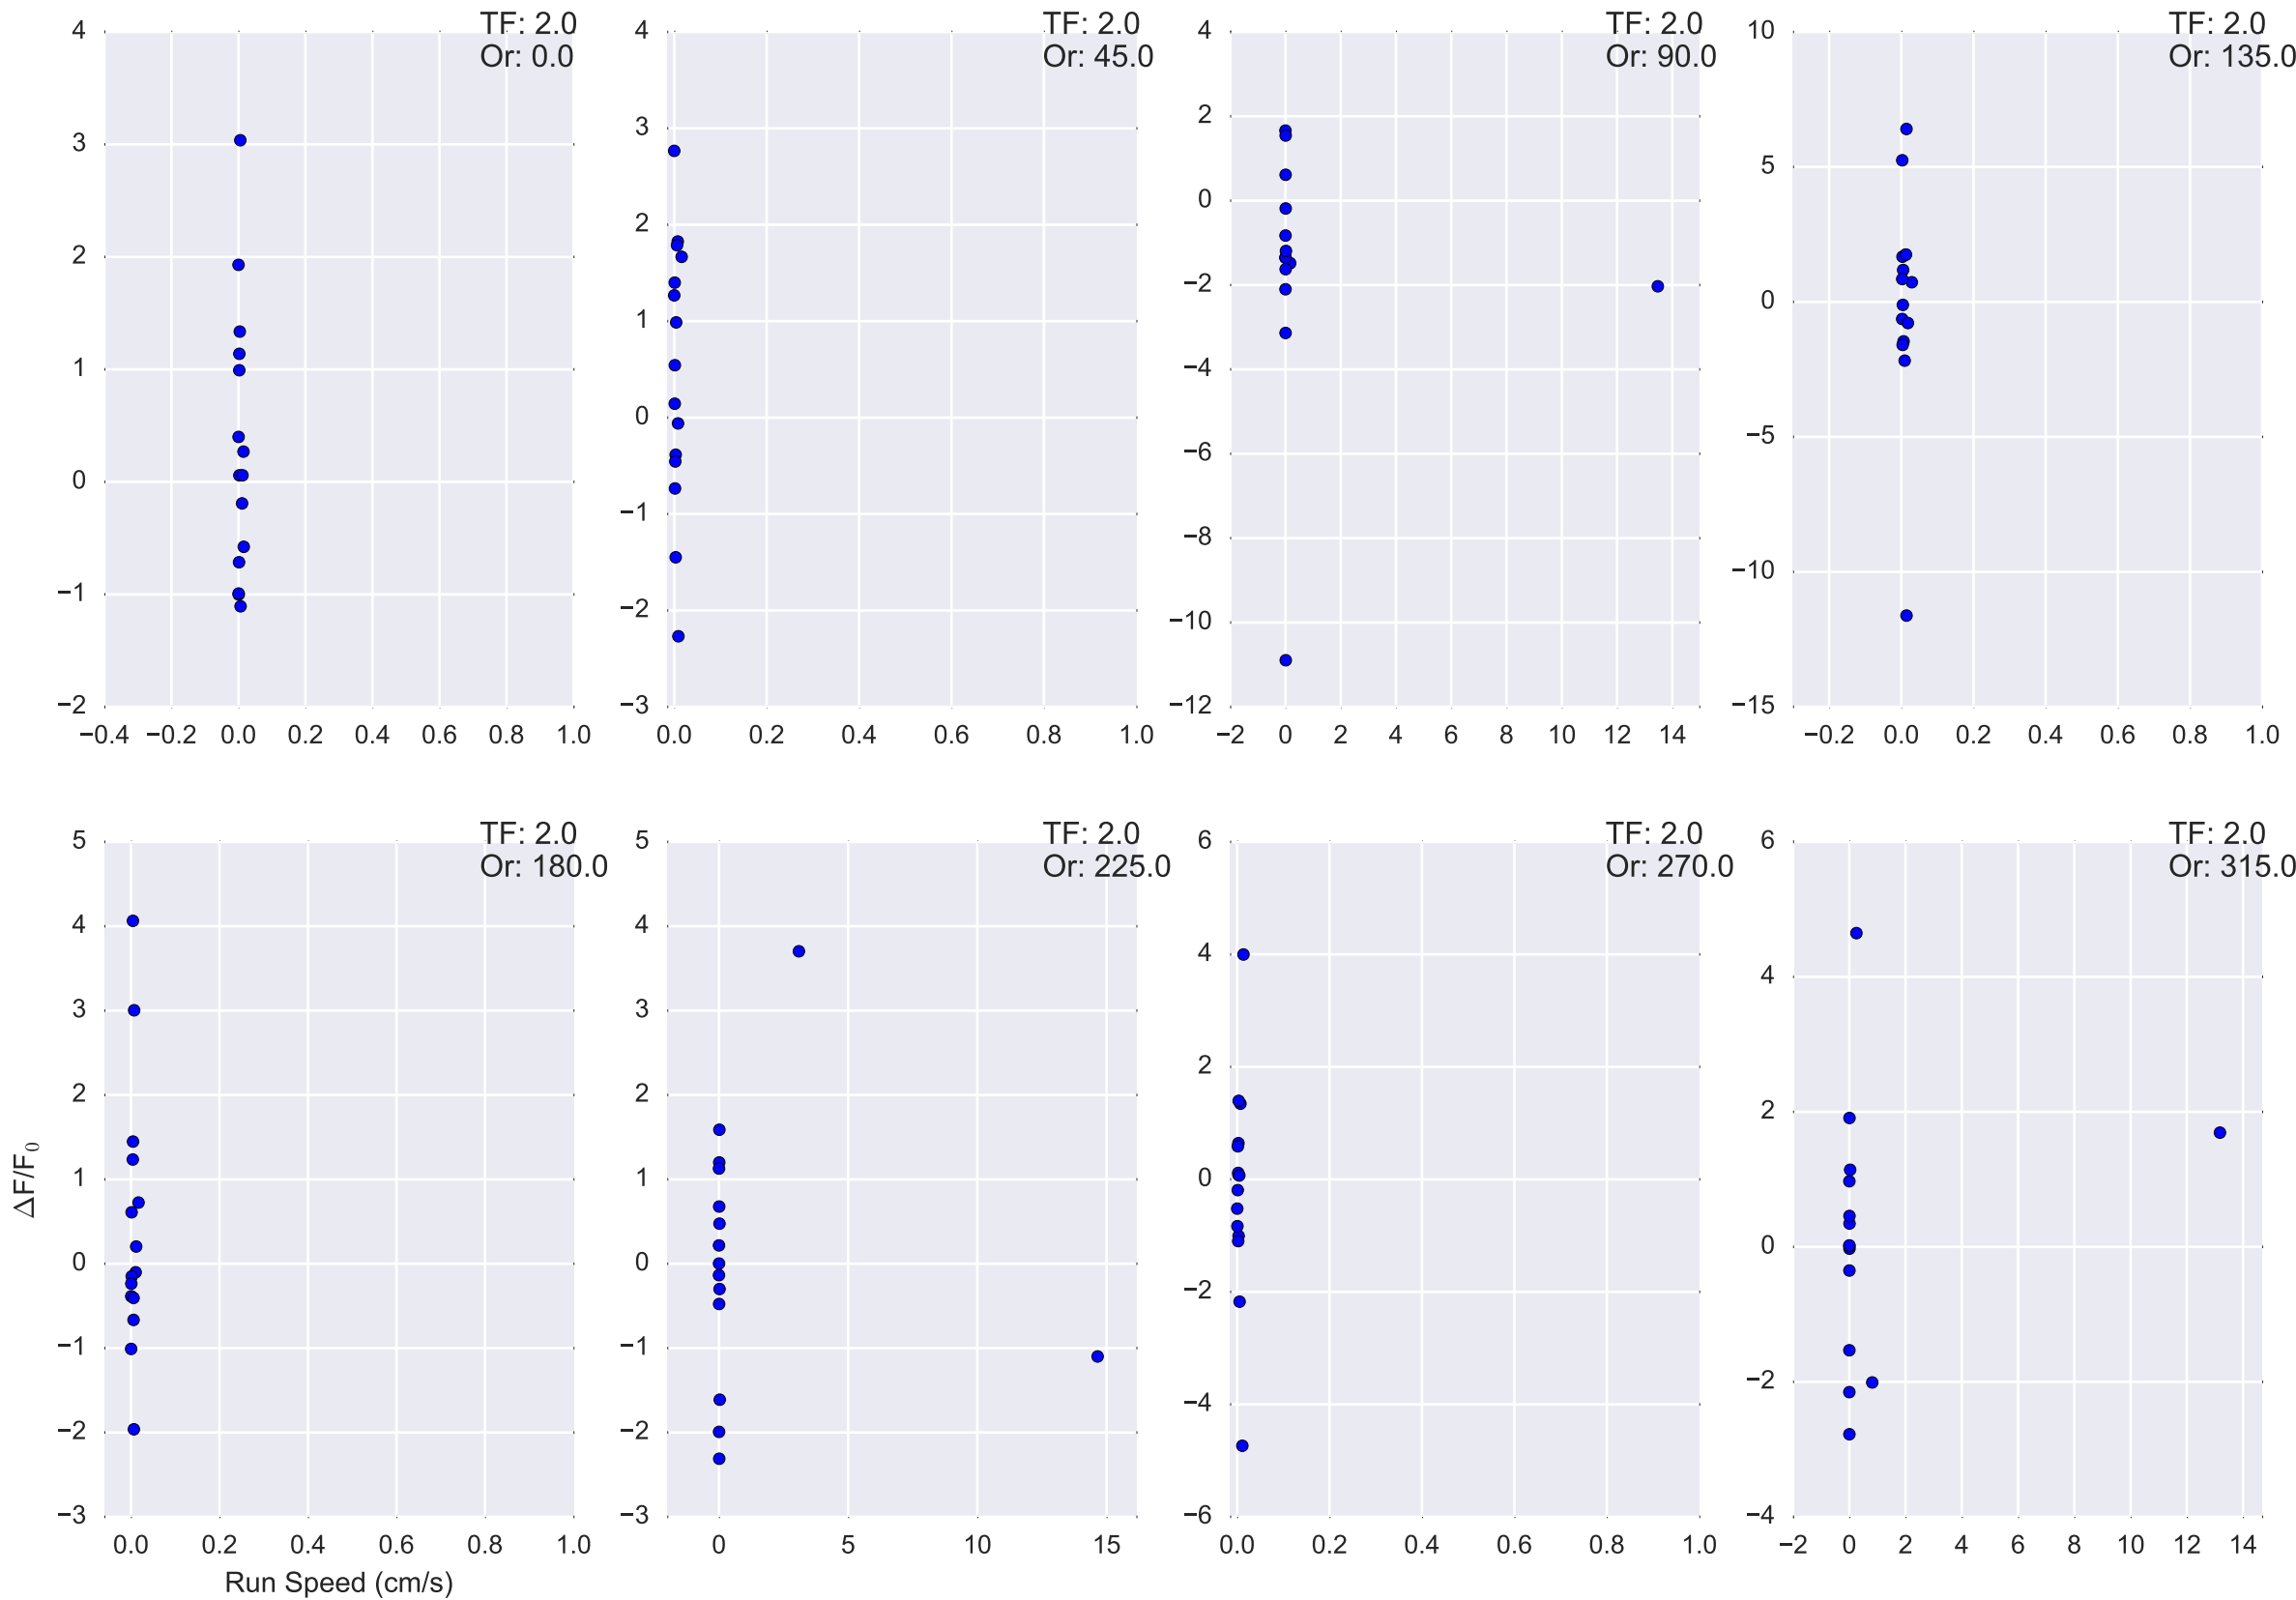 TF: 2.0
Or: 0.0
4
3
2
1
0
−1
−2
−0.4 −0.2 0.0 0.2 0.4 0.6 0.8 1.0
TF: 2.0
Or: 45.0
4
3
2
1
0
−1
−2
−3
0.0 0.2 0.4 0.6 0.8 1.0
TF: 2.0
Or: 90.0
4
2
0
−2
−4
−6
−8
−10
−12
−2 0 2 4 6 8 10 12 14
TF: 2.0
Or: 135.0
10
5
0
−5
−10
−15
−0.2 0.0 0.2 0.4 0.6 0.8 1.0
TF: 2.0
Or: 180.0
5
4
3
2
1
0
−1
−2
−3
ΔF/F₀
0.0 0.2 0.4 0.6 0.8 1.0
Run Speed (cm/s)
TF: 2.0
Or: 225.0
5
4
3
2
1
0
−1
−2
−3
0 5 10 15
TF: 2.0
Or: 270.0
6
4
2
0
−2
−4
−6
0.0 0.2 0.4 0.6 0.8 1.0
TF: 2.0
Or: 315.0
6
4
2
0
−2
−4
−2 0 2 4 6 8 10 12 14